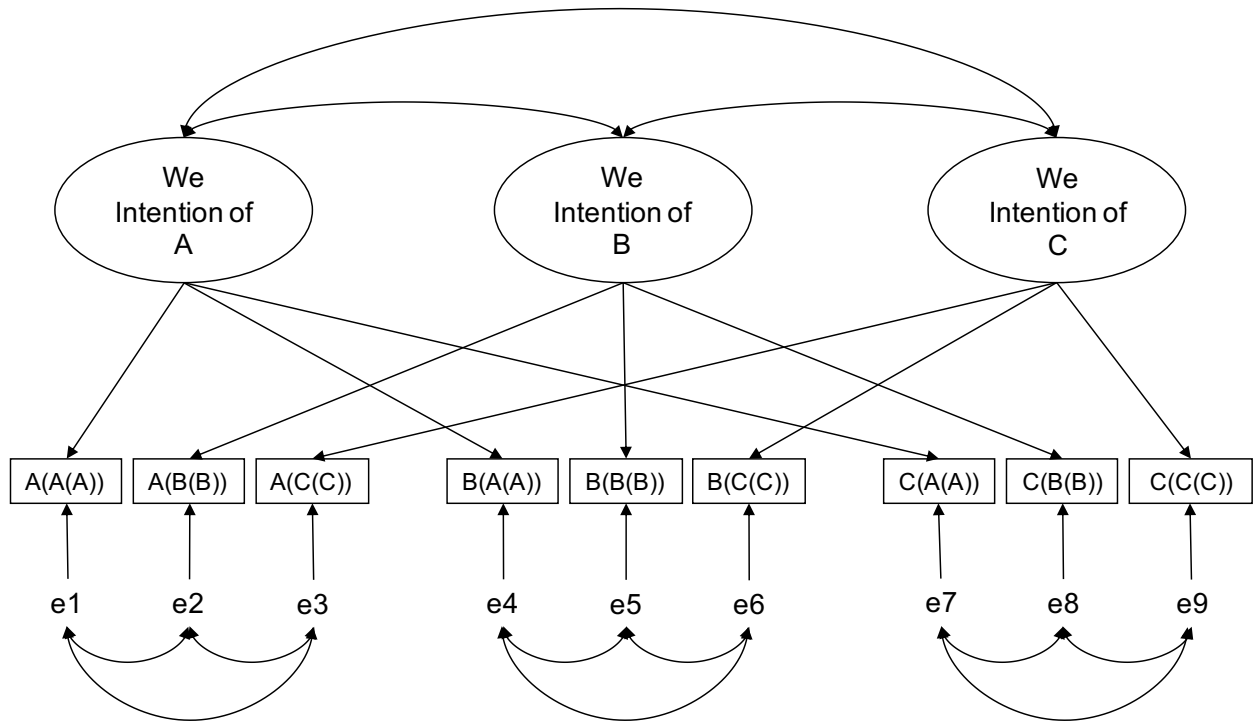 We
Intention of
A
We
Intention of
B
We
Intention of
C
A(A(A))
A(B(B))
A(C(C))
B(A(A))
B(B(B))
B(C(C))
C(A(A))
C(B(B))
C(C(C))
e1
e2
e3
e4
e5
e6
e7
e8
e9